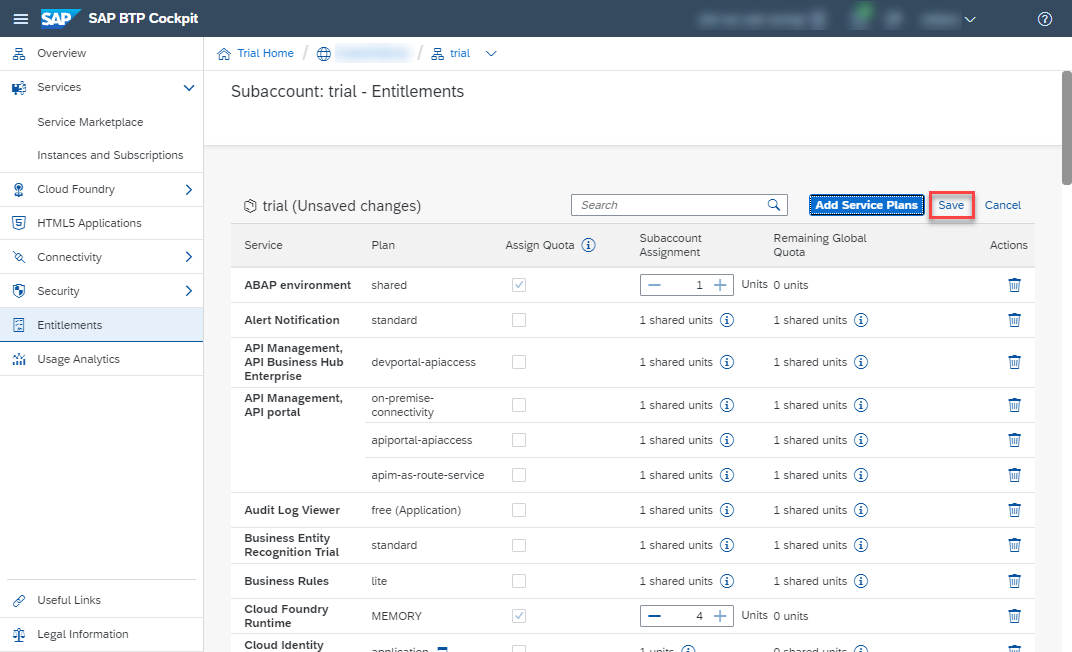 SAP SAP BTP Cockpit
Overview
Services
Service Marketplace
Instances and Subscriptions
Cloud Foundry
HTML5 Applications
Connectivity
Security
Entitlements
Usage Analytics
Useful Links
Legal Information
Trial Home / / trial
Subaccount: trial - Entitlements
trial (Unsaved changes)
Search
Add Service Plans
Save
Cancel
Service Plan Assign Quota Subaccount Assignment Remaining Global Quota Actions
ABAP environment shared 1 Units 0 units
Alert Notification standard 1 shared units 1 shared units
API Management,
API Business Hub
Enterprise
devportal-apiaccess 1 shared units 1 shared units
API Management,
API portal
on-premise-
connectivity
1 shared units 1 shared units
apiportal-apiaccess 1 shared units 1 shared units
apim-as-route-service 1 shared units 1 shared units
Audit Log Viewer free (Application) 1 shared units 1 shared units
Business Entity
Recognition Trial
standard 1 shared units 1 shared units
Business Rules lite 1 shared units 1 shared units
Cloud Foundry
Runtime
MEMORY 4 Units 0 units
Cloud Identity
application 1 units 0 shared units